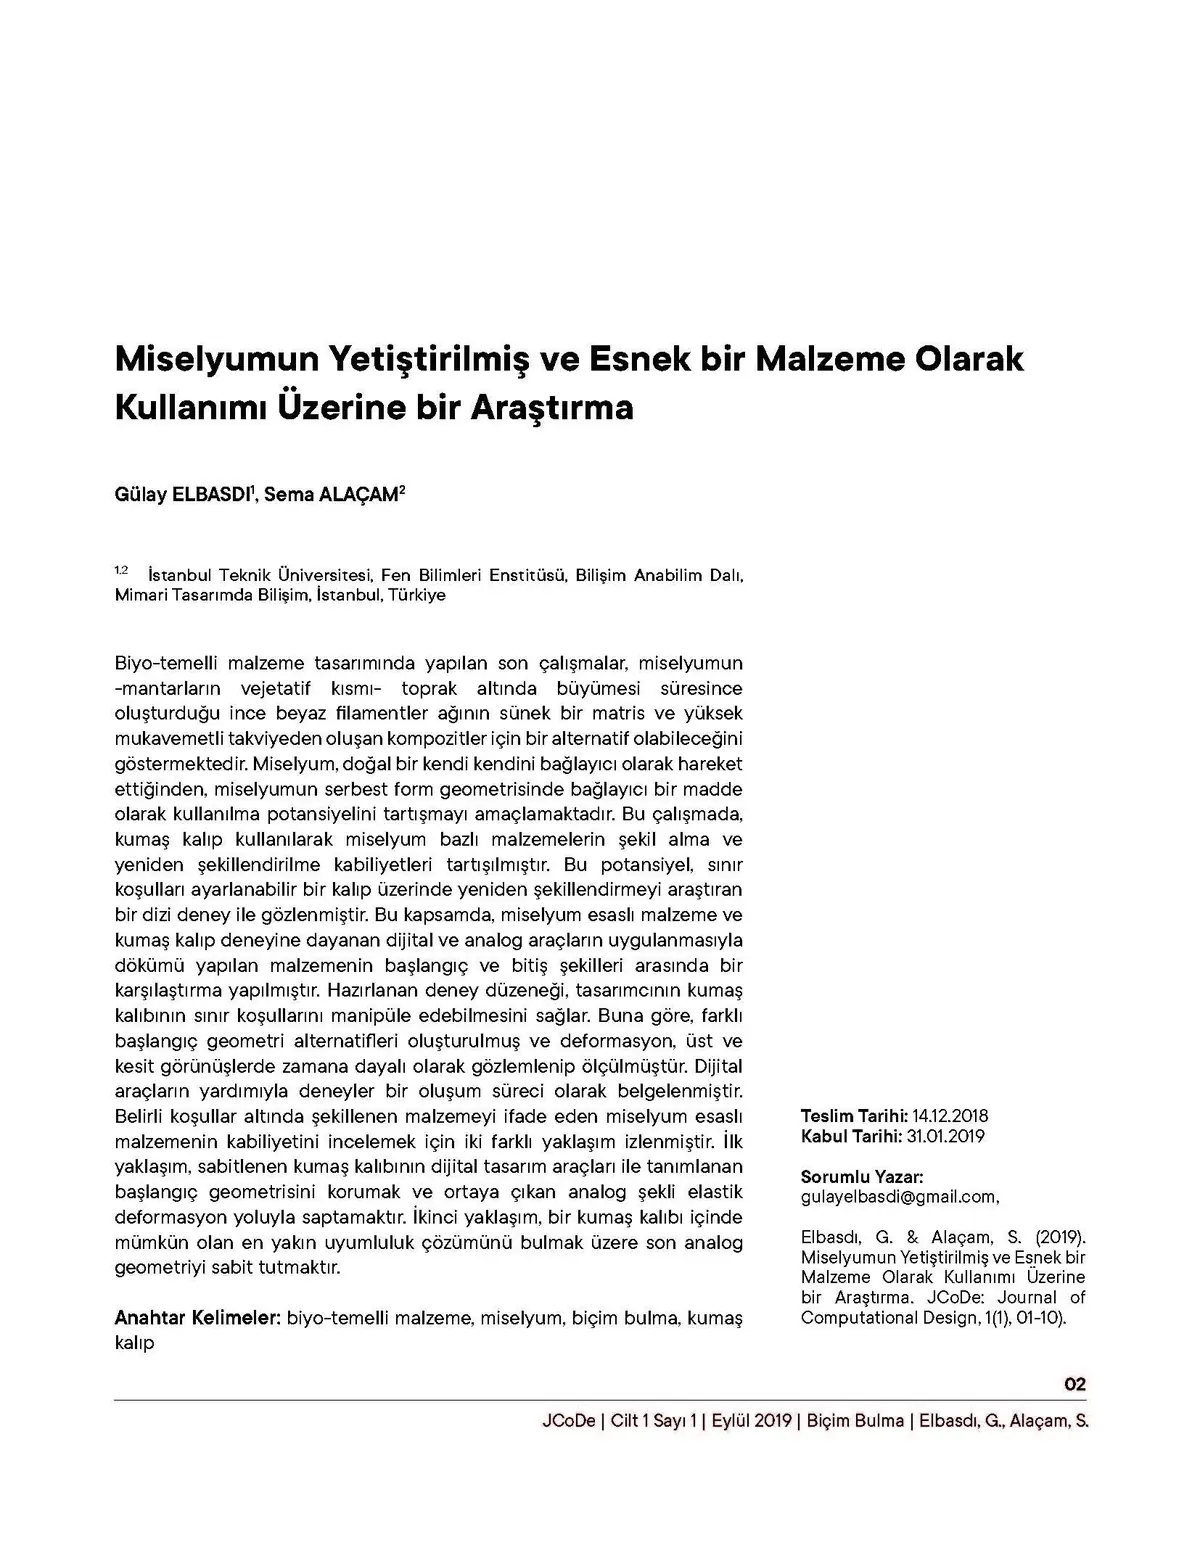 Miselyumun Yetiştirilmiş ve Esnek bir Malzeme Olarak
Kullanımı Üzerine bir Araştırma
Gülay ELBASDI¹, Sema ALAÇAM²
¹,² İstanbul Teknik Üniversitesi, Fen Bilimleri Enstitüsü, Bilişim Anabilim Dalı,
Mimari Tasarımda Bilişim, İstanbul, Türkiye
Biyo-temelli malzeme tasarımında yapılan son çalışmalar, miselyumun
-mantarların vejetatif kısmı- toprak altında büyümesi süresince
oluşturduğu ince beyaz filamentler ağının sünek bir matris ve yüksek
mukavemetli takviyeden oluşan kompozitler için bir alternatif olabileceğini
göstermektedir. Miselyum, doğal bir kendi kendini bağlayıcı olarak hareket
ettiğinden, miselyumun serbest form geometrisinde bağlayıcı bir madde
olarak kullanılma potansiyelini tartışmayı amaçlamaktadır. Bu çalışmada,
kumaş kalıp kullanılarak miselyum bazlı malzemelerin şekil alma ve
yeniden şekillendirilme kabiliyetleri tartışılmıştır. Bu potansiyel, sınır
koşulları ayarlanabilir bir kalıp üzerinde yeniden şekillendirmeyi araştıran
bir dizi deney ile gözlenmiştir. Bu kapsamda, miselyum esaslı malzeme ve
kumaş kalıp deneyine dayanan dijital ve analog araçların uygulanmasıyla
dökümü yapılan malzemenin başlangıç ve bitiş şekilleri arasında bir
karşılaştırma yapılmıştır. Hazırlanan deney düzeneği, tasarımcının kumaş
kalıbının sınır koşullarını manipüle edebilmesini sağlar. Buna göre, farklı
başlangıç geometri alternatifleri oluşturulmuş ve deformasyon, üst ve
kesit görünüşlerde zamana dayalı olarak gözlemlenip ölçülmüştür. Dijital
araçların yardımıyla deneyler bir oluşum süreci olarak belgelenmiştir.
Belirli koşullar altında şekillenen malzemeyi ifade eden miselyum esaslı
malzemenin kabiliyetini incelemek için iki farklı yaklaşım izlenmiştir. İlk
yaklaşım, sabitlenen kumaş kalıbının dijital tasarım araçları ile tanımlanan
başlangıç geometrisini korumak ve ortaya çıkan analog şekli elastik
deformasyon yoluyla saptamaktır. İkinci yaklaşım, bir kumaş kalıbı içinde
mümkün olan en yakın uyumluluk çözümünü bulmak üzere son analog
geometriyi sabit tutmaktır.
Anahtar Kelimeler: biyo-temelli malzeme, miselyum, biçim bulma, kumaş
kalıp
Teslim Tarihi: 14.12.2018
Kabul Tarihi: 31.01.2019
Sorumlu Yazar:
gulayelbasdi@gmail.com,
Elbasdı, G. & Alaçam, S. (2019).
Miselyumun Yetiştirilmiş ve Esnek bir
Malzeme Olarak Kullanımı Üzerine
bir Araştırma. JCoDe: Journal of
Computational Design, 1(1), 01-10).
02
JCoDe | Cilt 1 Sayı 1 | Eylül 2019 | Biçim Bulma | Elbasdı, G., Alaçam, S.